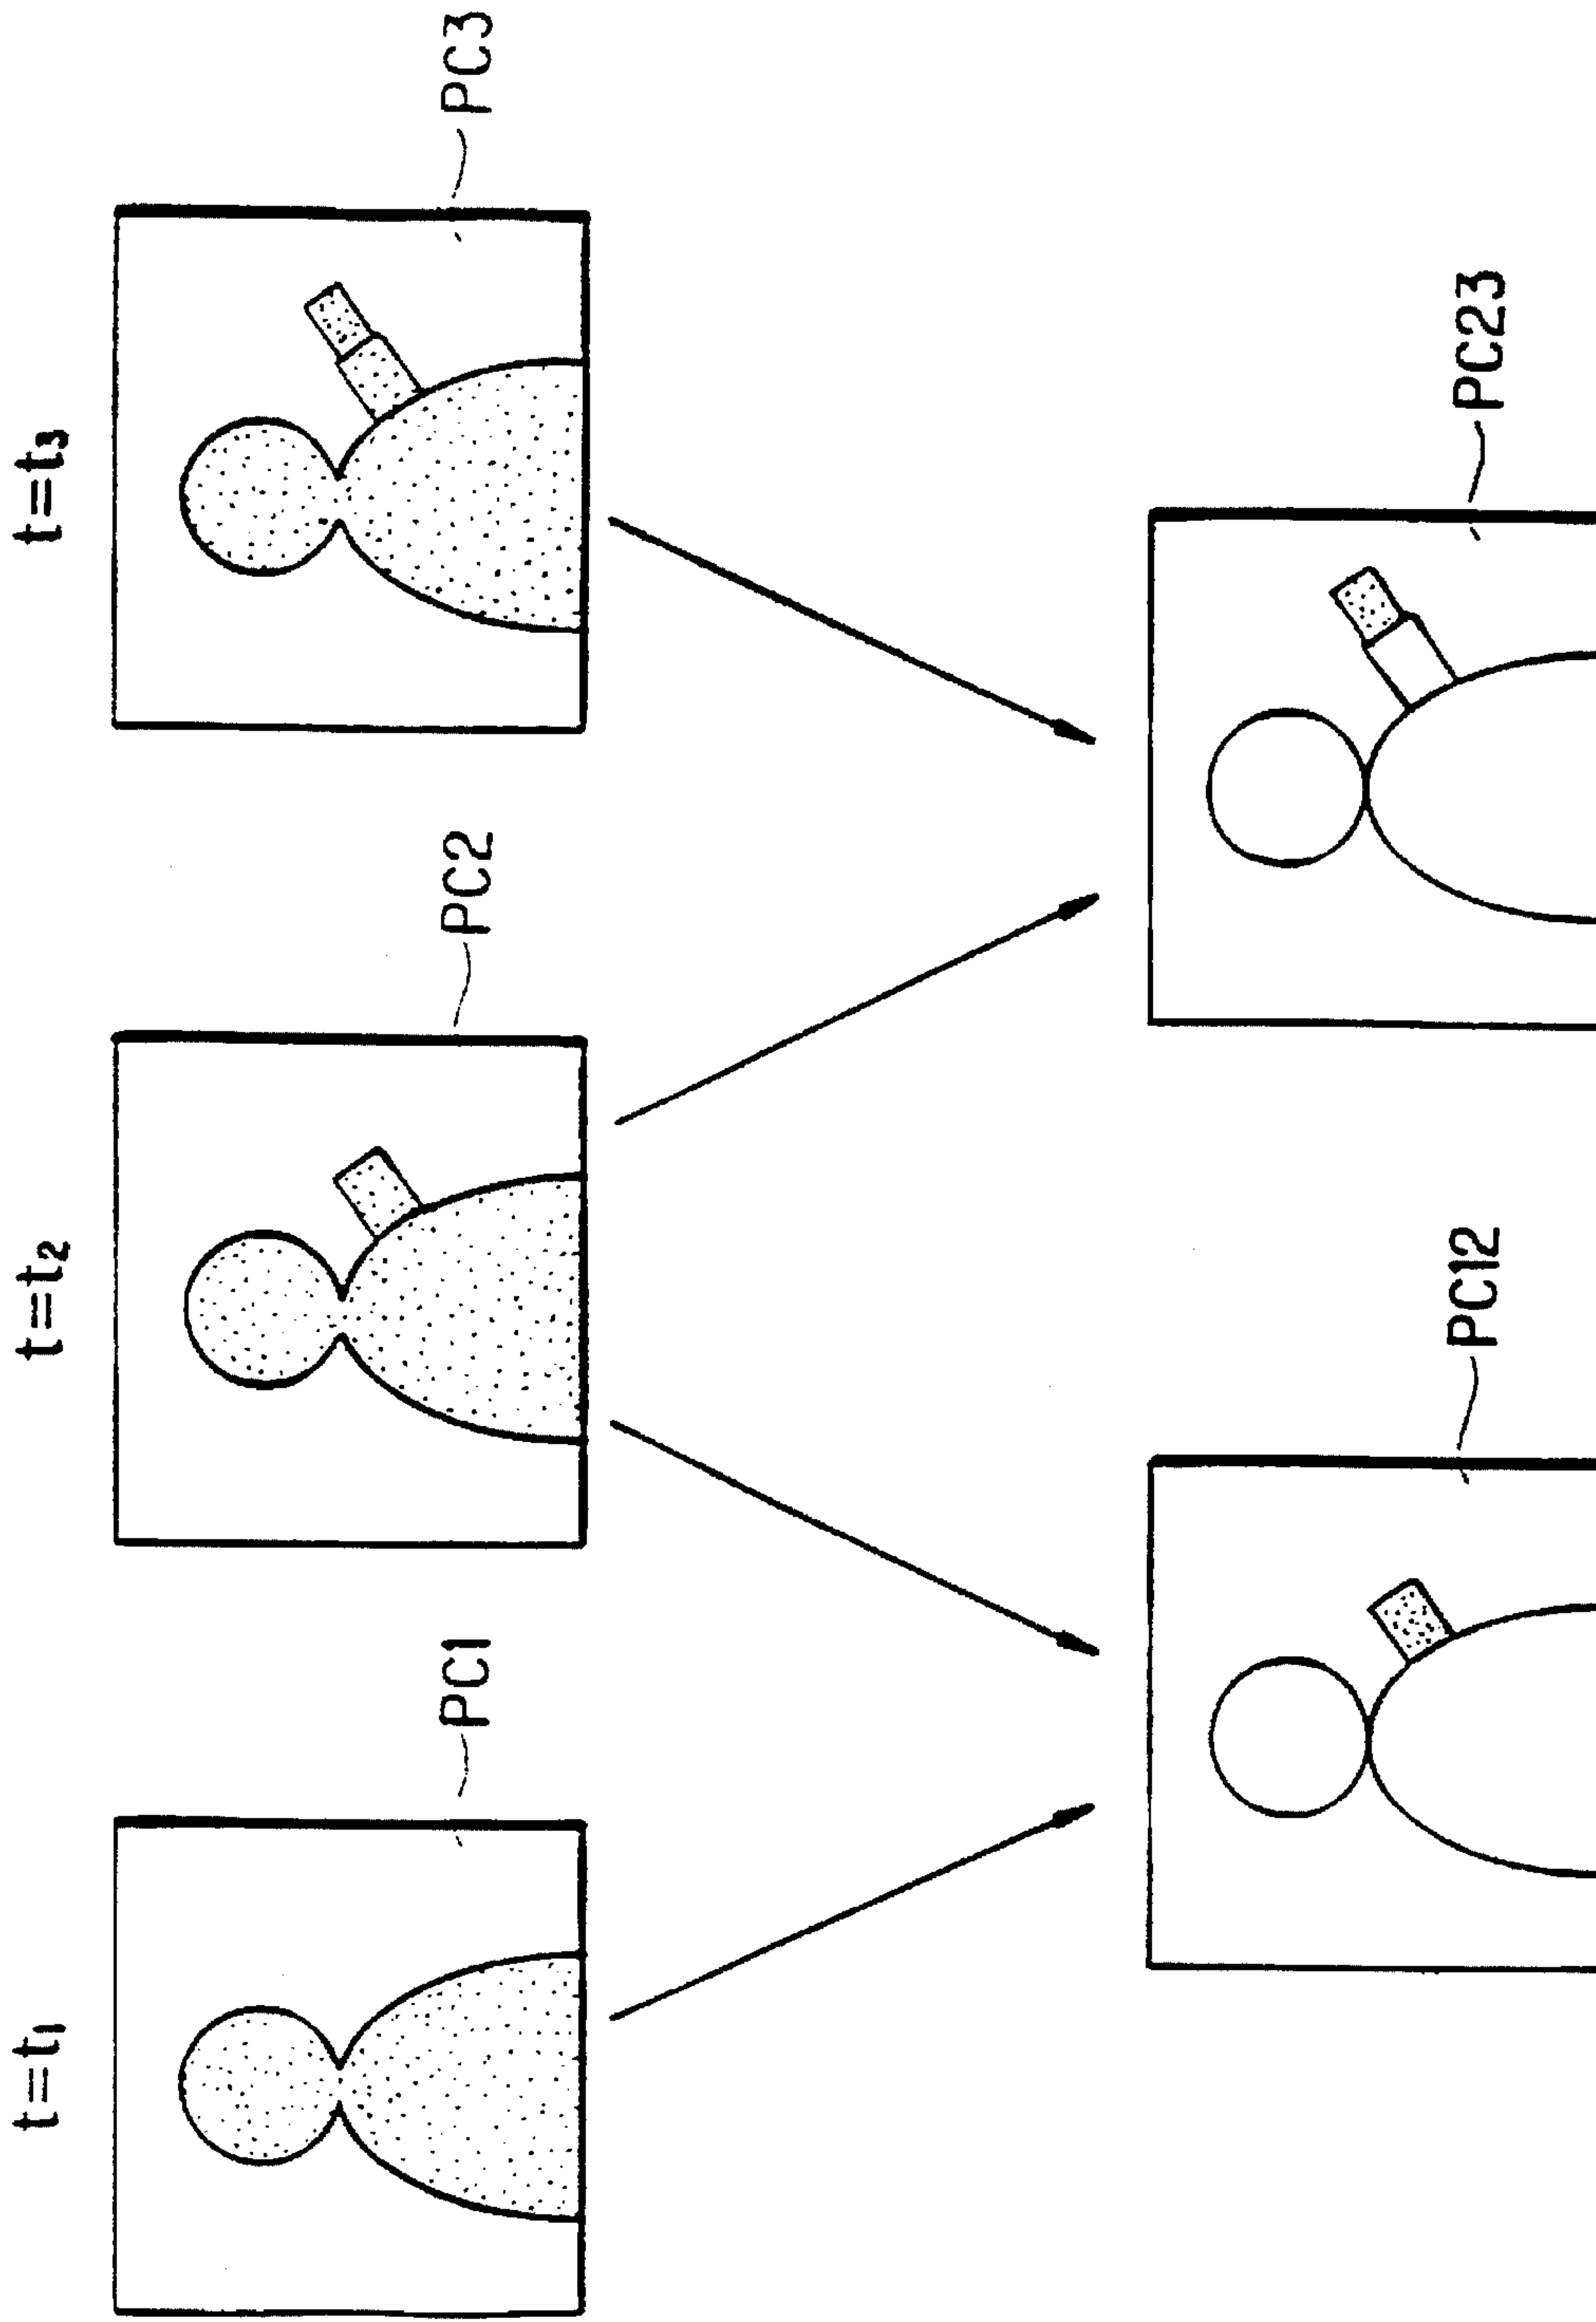 t=t₁
t=t₂
t=t₃
PC1
PC2
PC3
PC12
PC23